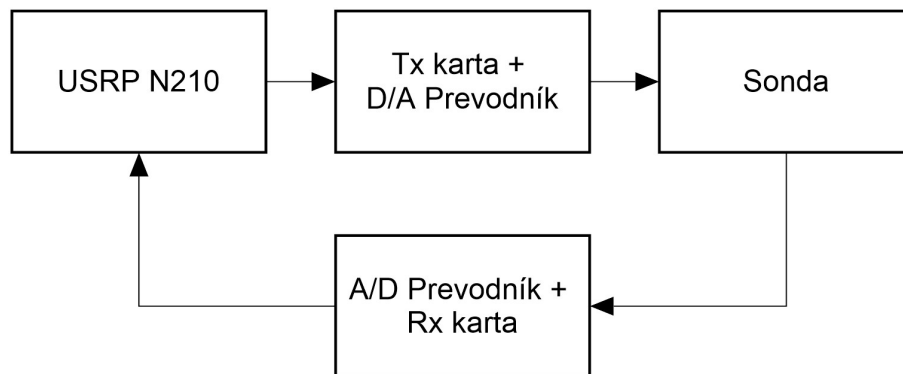 USRP N210
Tx karta +
D/A Prevodník
Sonda
A/D Prevodník +
Rx karta